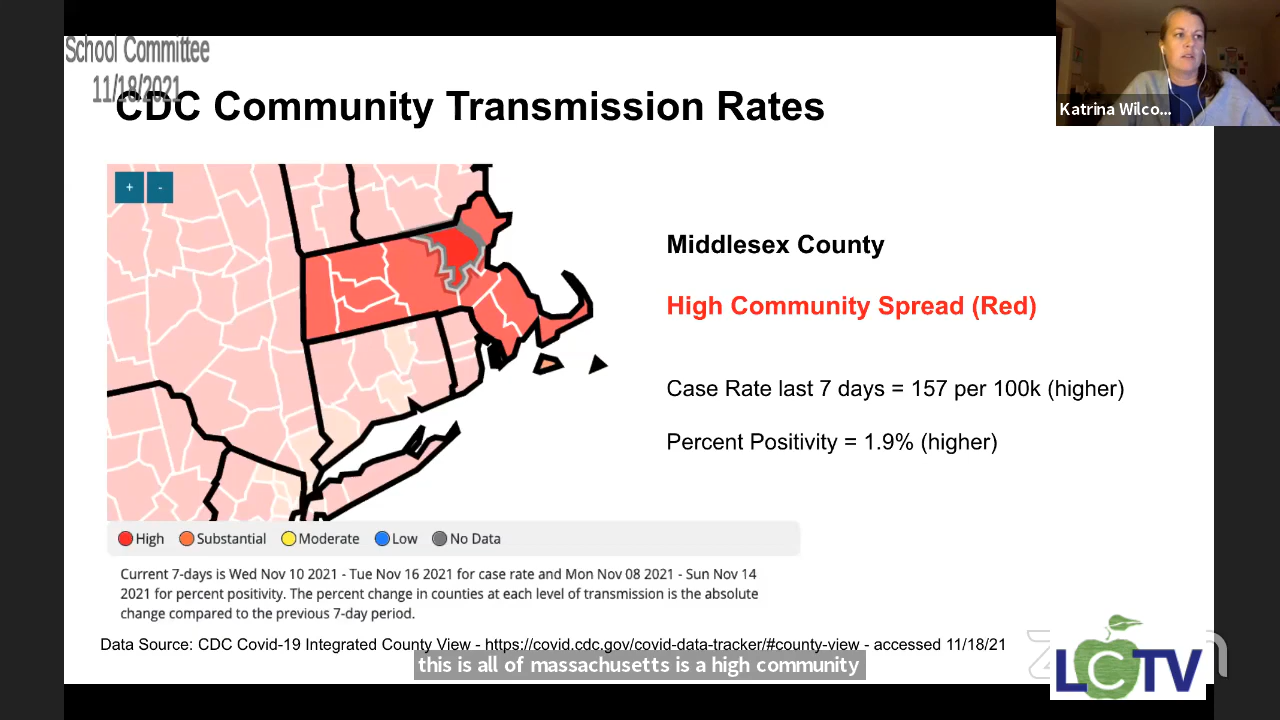 School Committee
11/18/2021
CDC Community Transmission Rates
Katrina Wilco...
+ -
Middlesex County
High Community Spread (Red)
Case Rate last 7 days = 157 per 100k (higher)
Percent Positivity = 1.9% (higher)
High Substantial Moderate Low No Data
Current 7-days is Wed Nov 10 2021 - Tue Nov 16 2021 for case rate and Mon Nov 08 2021 - Sun Nov 14
2021 for percent positivity. The percent change in counties at each level of transmission is the absolute
change compared to the previous 7-day period.
Data Source: CDC Covid-19 Integrated County View - https://covid.cdc.gov/covid-data-tracker/#county-view - accessed 11/18/21
this is all of massachusetts is a high community
LCTV